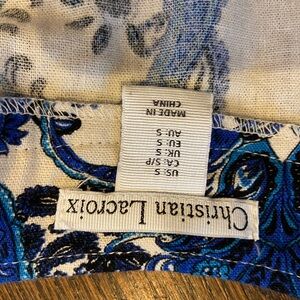 Christian Lacroix
US: S
CA: S/P
UK: S
EU: S
AU: S
MADE IN
CHINA